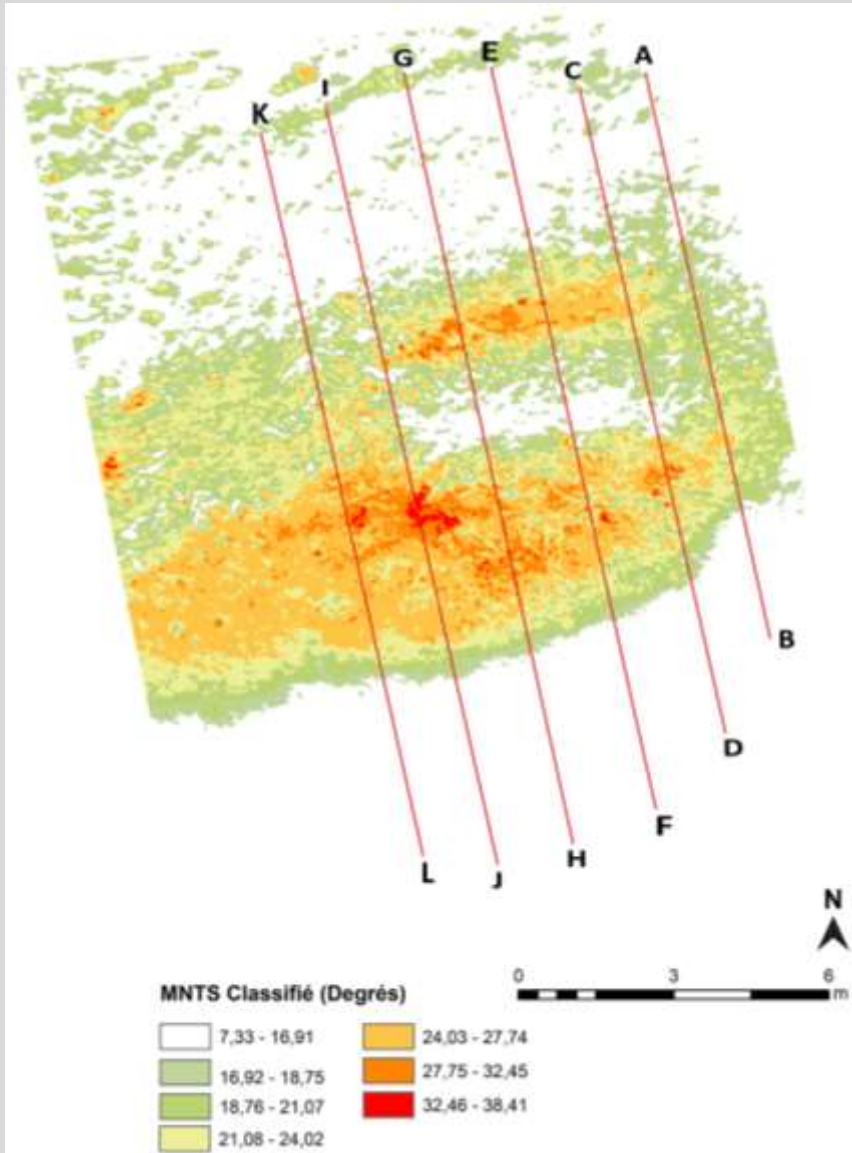 A
E
G
C
I
K
B
D
F
H
J
L
N
0 3 6
m
MNTS Classifié (Degrés)
7,33 - 16,91
16,92 - 18,75
18,76 - 21,07
21,08 - 24,02
24,03 - 27,74
27,75 - 32,45
32,46 - 38,41